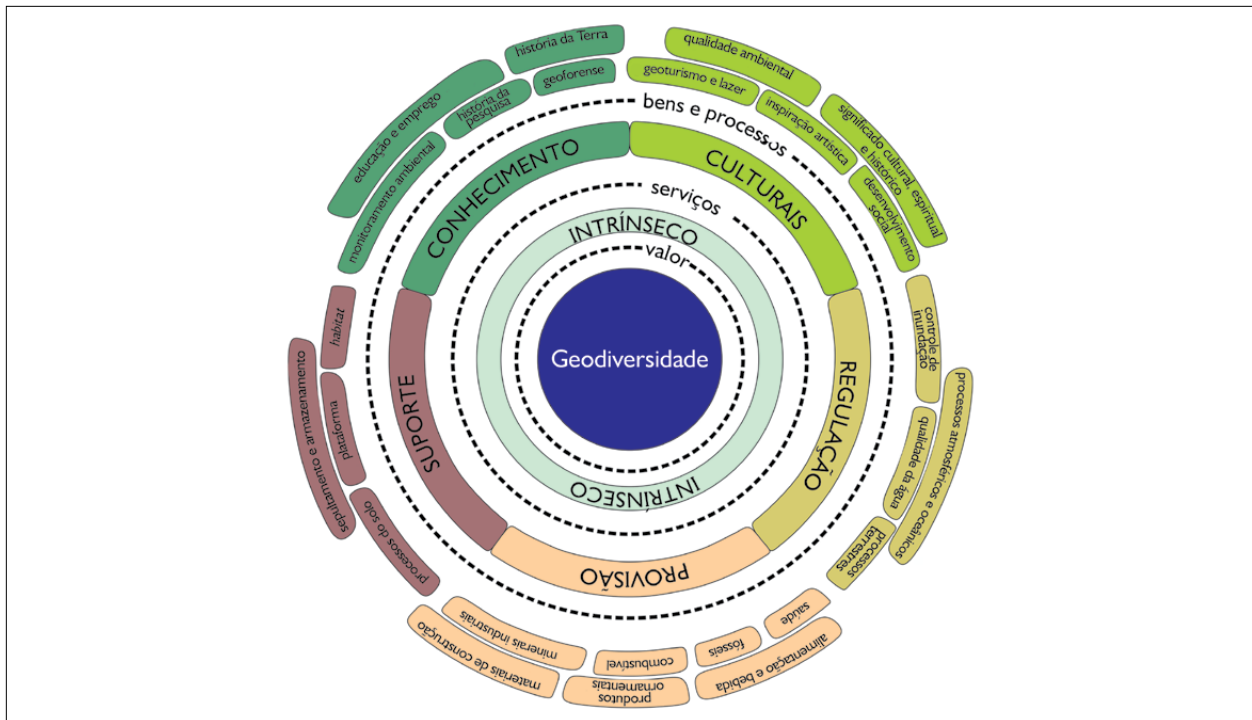 história da Terra
geoforense
história da
pesquisa
educação e emprego
monitoramento ambiental
qualidade ambiental
geoturismo e lazer
inspiração artística
significado cultural, espiritual
e histórico
desenvolvimento
social
bens e processos
CONHECIMENTO
CULTURAIS
serviços
INTRÍNSECO
valor
Geodiversidade
INTRÍNSECO
SUPORTE
REGULAÇÃO
PROVISÃO
habitat
plataforma
sepultamento e armazenamento
processos do solo
controle de
inundação
qualidade da água
processos atmosféricos e oceânicos
processos
terrestres
saúde
fósseis
alimentação e bebida
combustível
produtos
ornamentais
minerais industriais
materiais de construção